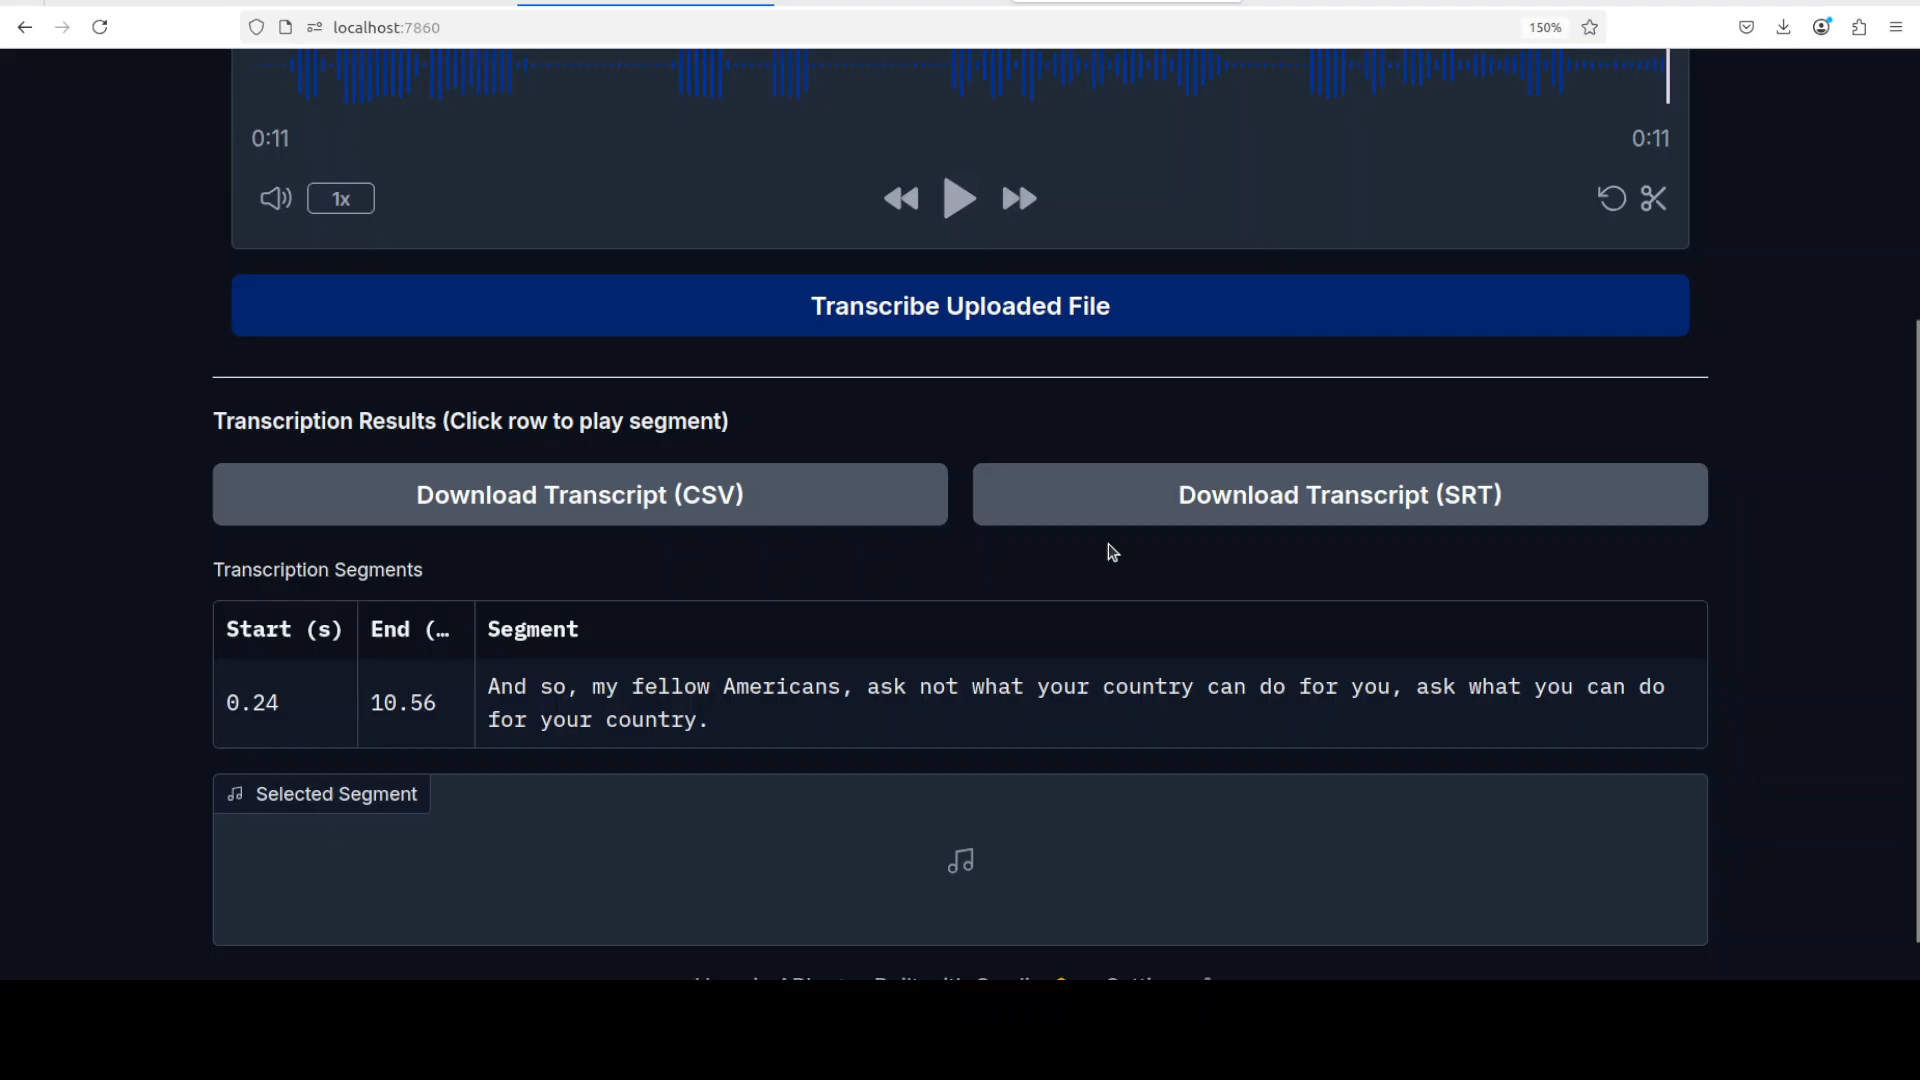 localhost:7860
150%
0:11
0:11
1x
Transcribe Uploaded File
Transcription Results (Click row to play segment)
Download Transcript (CSV)
Download Transcript (SRT)
Transcription Segments
Start (s)
End (…
Segment
0.24
10.56
And so, my fellow Americans, ask not what your country can do for you, ask what you can do
for your country.
Selected Segment